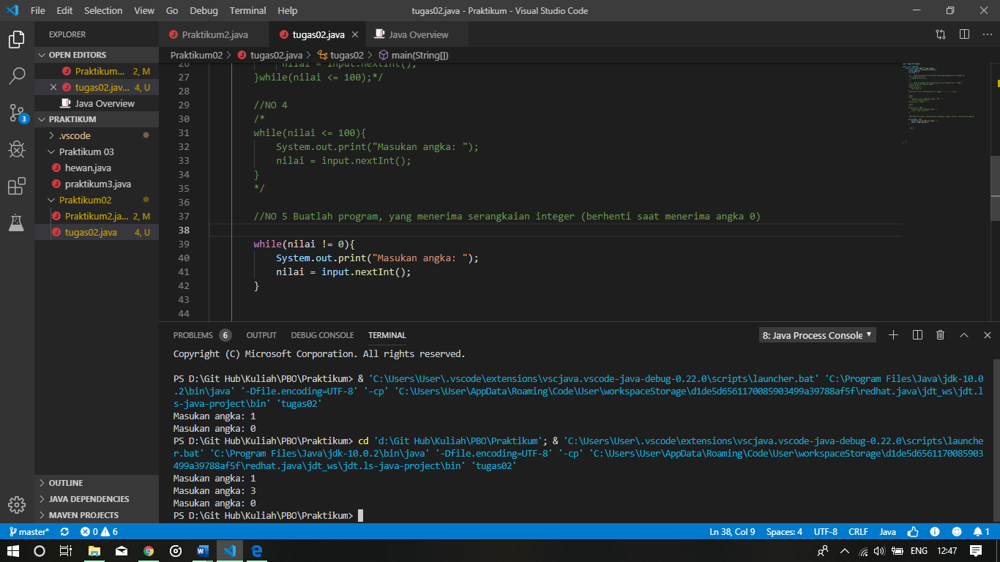 File Edit Selection View Go Debug Terminal Help tugas02.java - Praktikum - Visual Studio Code
EXPLORER
Praktikum2.java tugas02.java Java Overview
OPEN EDITORS
Praktikum... 2, M
tugas02.jav... 4, U
Java Overview
PRAKTIKUM
.vscode
Praktikum 03
hewan.java
praktikum3.java
Praktikum02
Praktikum2.ja... 2, M
tugas02.java 4, U
OUTLINE
JAVA DEPENDENCIES
MAVEN PROJECTS
3
Praktikum02 > tugas02.java > tugas02 > main(String[])
26 nilai = input.nextInt();
27 }while(nilai <= 100);*/
28
29 //NO 4
30 /*
31 while(nilai <= 100){
32 System.out.print("Masukan angka: ");
33 nilai = input.nextInt();
34 }
35 */
36
37 //NO 5 Buatlah program, yang menerima serangkaian integer (berhenti saat menerima angka 0)
38
39 while(nilai != 0){
40 System.out.print("Masukan angka: ");
41 nilai = input.nextInt();
42 }
43
44
PROBLEMS 6 OUTPUT DEBUG CONSOLE TERMINAL 8: Java Process Console
Copyright (C) Microsoft Corporation. All rights reserved.
PS D:\Git Hub\Kuliah\PBO\Praktikum> & 'C:\Users\User\.vscode\extensions\vscjava.vscode-java-debug-0.22.0\scripts\launcher.bat' 'C:\Program Files\Java\jdk-10.0
.2\bin\java' '-Dfile.encoding=UTF-8' '-cp' 'C:\Users\User\AppData\Roaming\Code\User\workspaceStorage\d1de5d6561170085903499a39788af5f\redhat.java\jdt_ws\jdt.l
s-java-project\bin' 'tugas02'
Masukan angka: 1
Masukan angka: 0
PS D:\Git Hub\Kuliah\PBO\Praktikum> cd 'd:\Git Hub\Kuliah\PBO\Praktikum'; & 'C:\Users\User\.vscode\extensions\vscjava.vscode-java-debug-0.22.0\scripts\launche
r.bat' 'C:\Program Files\Java\jdk-10.0.2\bin\java' '-Dfile.encoding=UTF-8' '-cp' 'C:\Users\User\AppData\Roaming\Code\User\workspaceStorage\d1de5d6561170085903
499a39788af5f\redhat.java\jdt_ws\jdt.ls-java-project\bin' 'tugas02'
Masukan angka: 1
Masukan angka: 3
Masukan angka: 0
PS D:\Git Hub\Kuliah\PBO\Praktikum>
master* 0 6 Ln 38, Col 9 Spaces: 4 UTF-8 CRLF Java 1
ENG 12:47